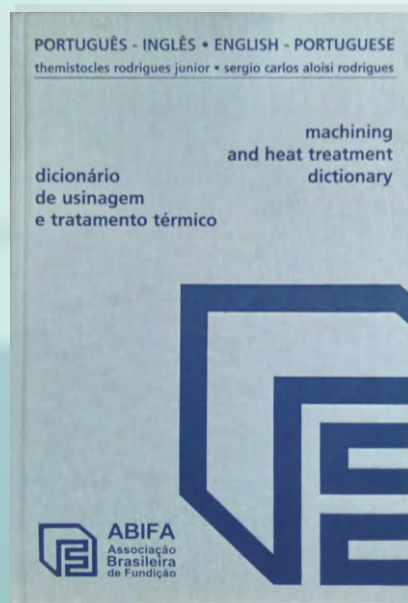 PORTUGUÊS - INGLÊS • ENGLISH - PORTUGUESE
themistocles rodrigues junior • sergio carlos aloisi rodrigues
machining
and heat treatment
dictionary
dicionário
de usinagem
e tratamento térmico
ABIFA
Associação
Brasileira
de Fundição